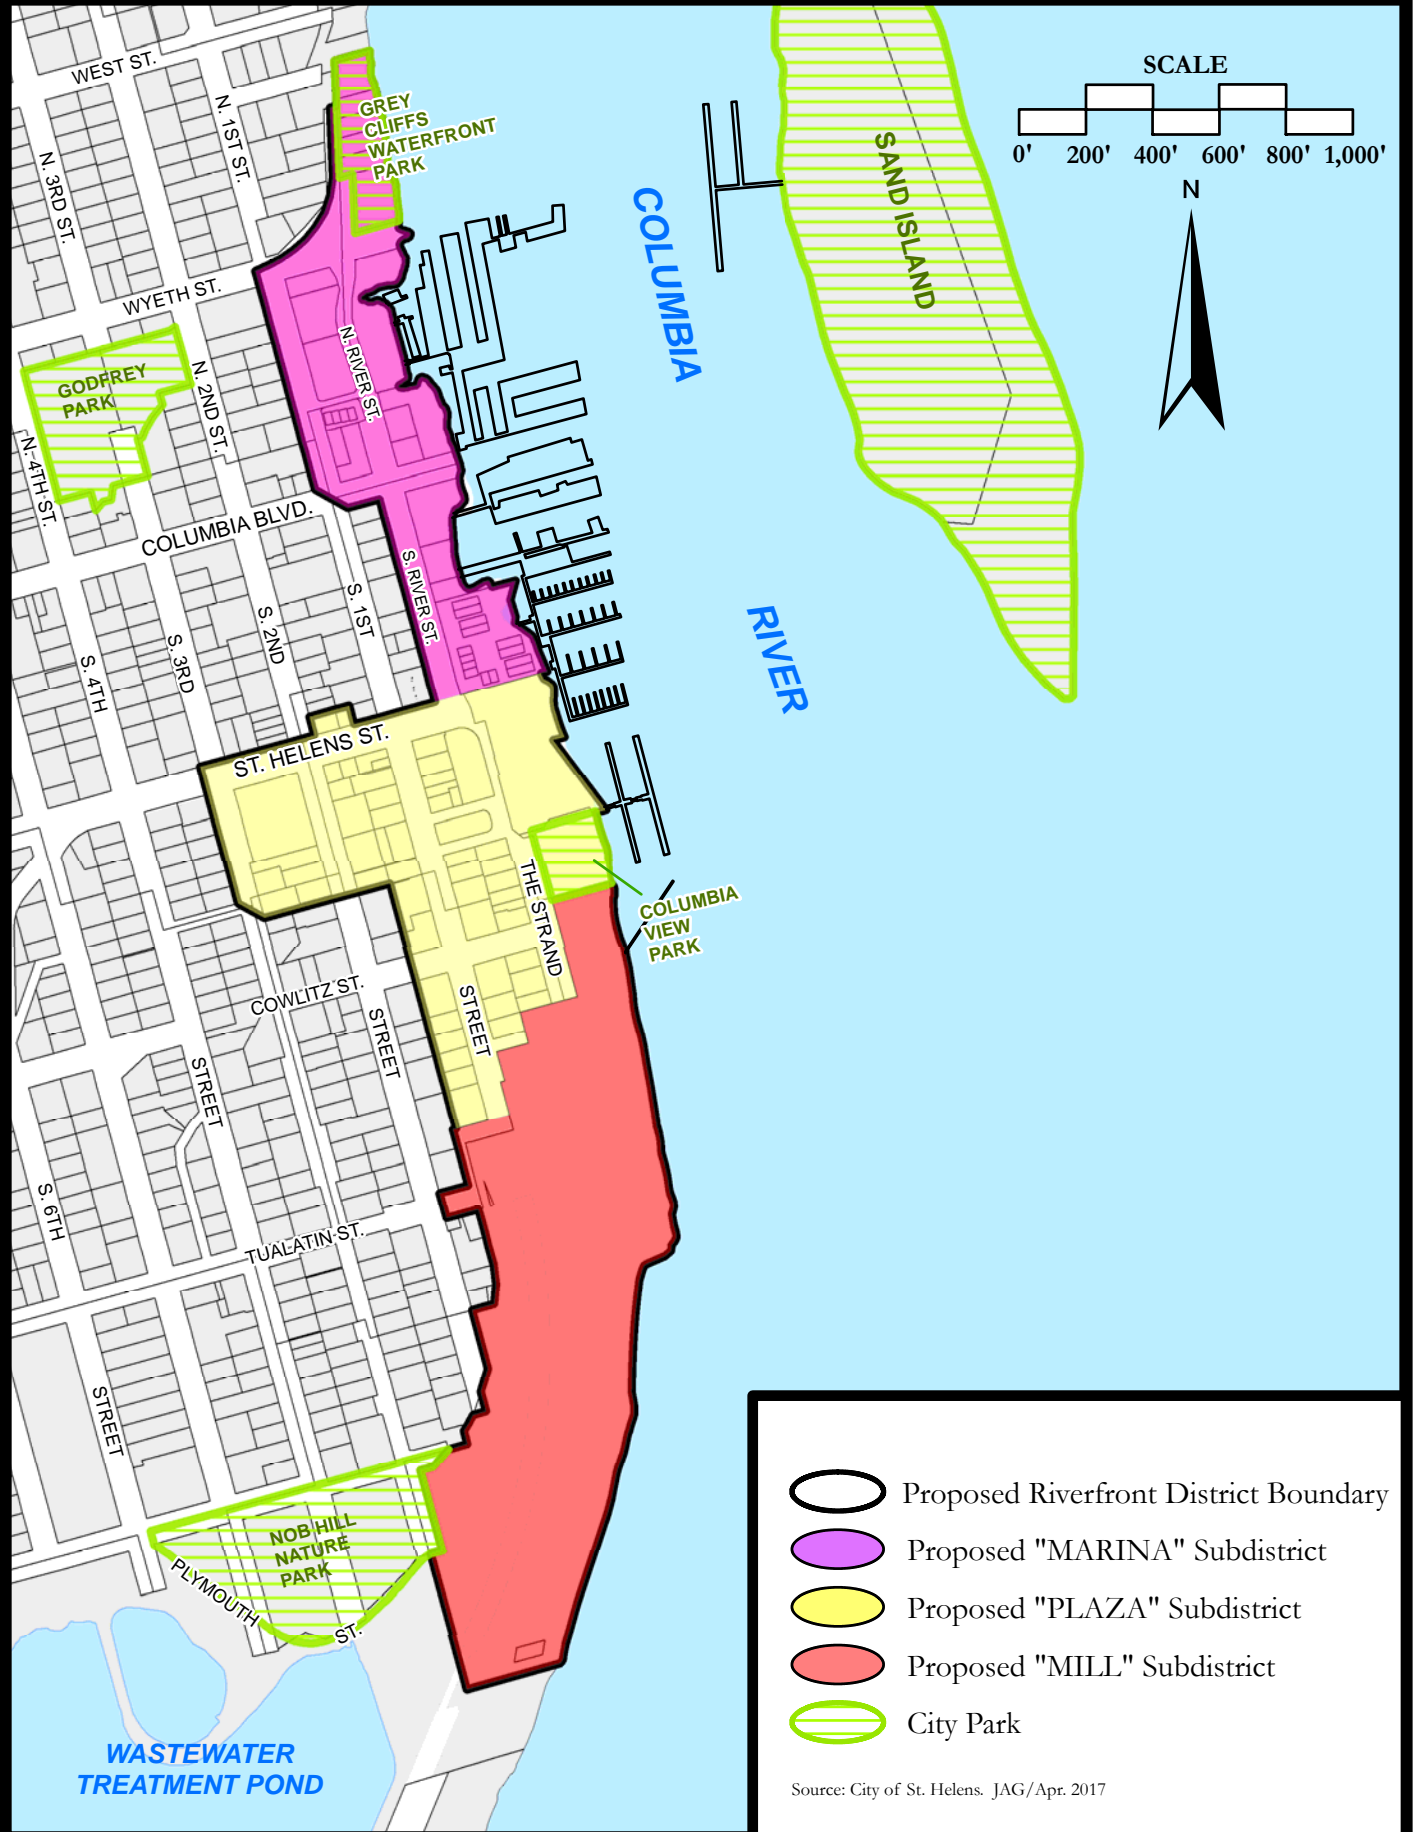 WEST ST.
N. 1ST ST.
N. 3RD ST.
GREY
CLIFFS
WATERFRONT
PARK
SAND ISLAND
SCALE
0' 200' 400' 600' 800' 1,000'
N
COLUMBIA
RIVER
WYETH ST.
N. RIVER ST.
GODFREY
PARK
N. 2ND ST.
N. 4TH ST.
COLUMBIA BLVD.
S. RIVER ST.
S. 1ST
S. 2ND
S. 3RD
S. 4TH
ST. HELENS ST.
THE STRAND
COLUMBIA
VIEW
PARK
COWLITZ ST.
STREET
STREET
STREET
S. 6TH
TUALATIN ST.
STREET
NOB HILL
NATURE
PARK
PLYMOUTH
ST.
WASTEWATER
TREATMENT POND
Proposed Riverfront District Boundary
Proposed "MARINA" Subdistrict
Proposed "PLAZA" Subdistrict
Proposed "MILL" Subdistrict
City Park
Source: City of St. Helens. JAG/Apr. 2017